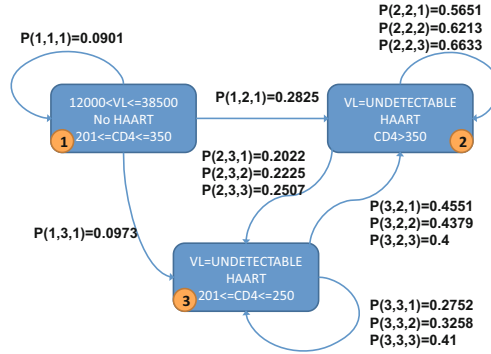 P(1,1,1)=0.0901
P(2,2,1)=0.5651
P(2,2,2)=0.6213
P(2,2,3)=0.6633
12000<VL<=38500
No HAART
201<=CD4<=350
1
P(1,2,1)=0.2825
VL=UNDETECTABLE
HAART
CD4>350
2
P(2,3,1)=0.2022
P(2,3,2)=0.2225
P(2,3,3)=0.2507
P(1,3,1)=0.0973
P(3,2,1)=0.4551
P(3,2,2)=0.4379
P(3,2,3)=0.4
VL=UNDETECTABLE
HAART
201<=CD4<=250
3
P(3,3,1)=0.2752
P(3,3,2)=0.3258
P(3,3,3)=0.41